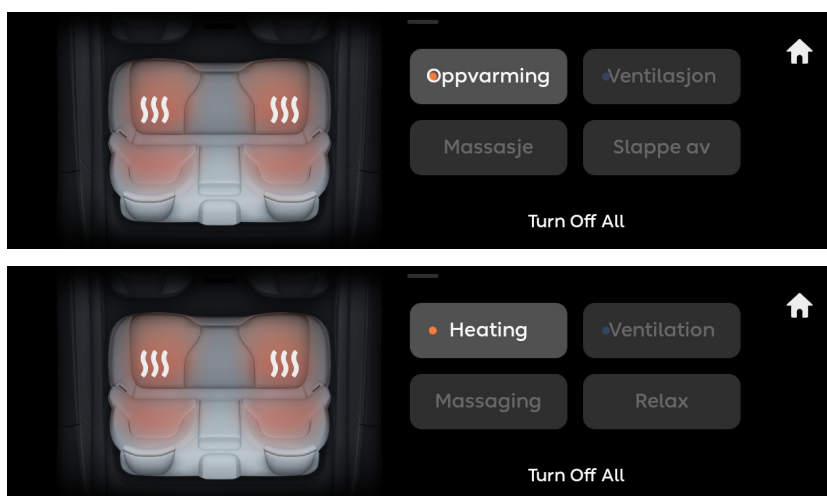 Oppvarming Ventilasjon
Massasje Slappe av
Turn Off All
Heating Ventilation
Massaging Relax
Turn Off All